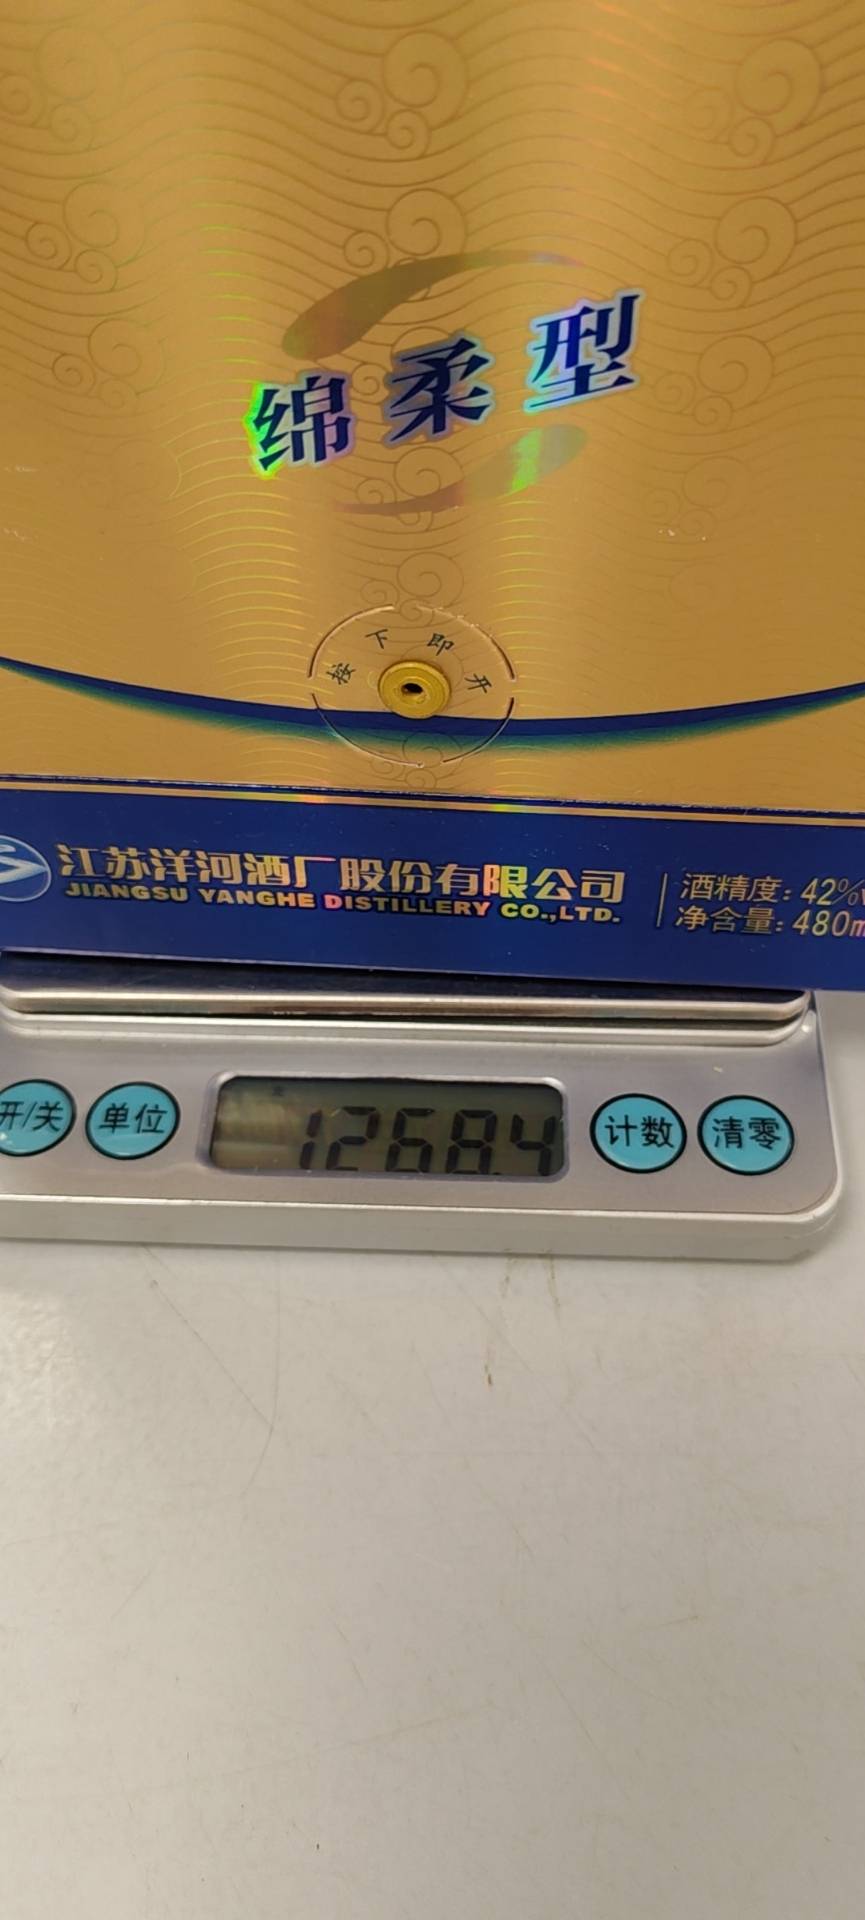 绵柔型
按下即开
江苏洋河酒厂股份有限公司
JIANGSU YANGHE DISTILLERY CO.,LTD.
酒精度：42%v
净含量：480m
开/关
单位
1268.4
计数
清零